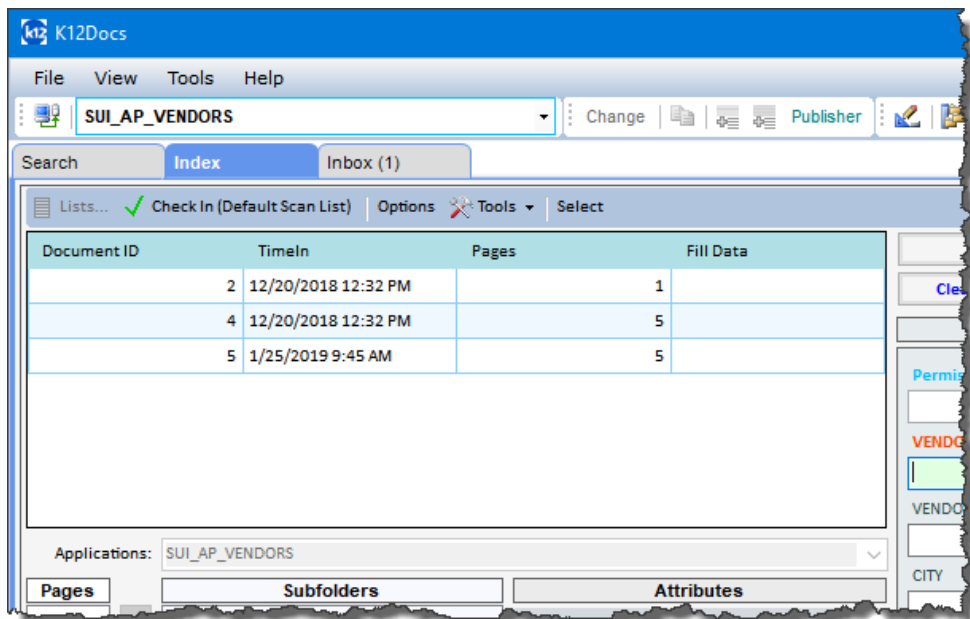 k12 K12Docs
File View Tools Help
SUI_AP_VENDORS Change Publisher
Search Index Inbox (1)
Lists... Check In (Default Scan List) Options Tools Select
Document ID TimeIn Pages Fill Data
2 12/20/2018 12:32 PM 1
4 12/20/2018 12:32 PM 5
5 1/25/2019 9:45 AM 5
Applications: SUI_AP_VENDORS
CITY
Pages Subfolders Attributes